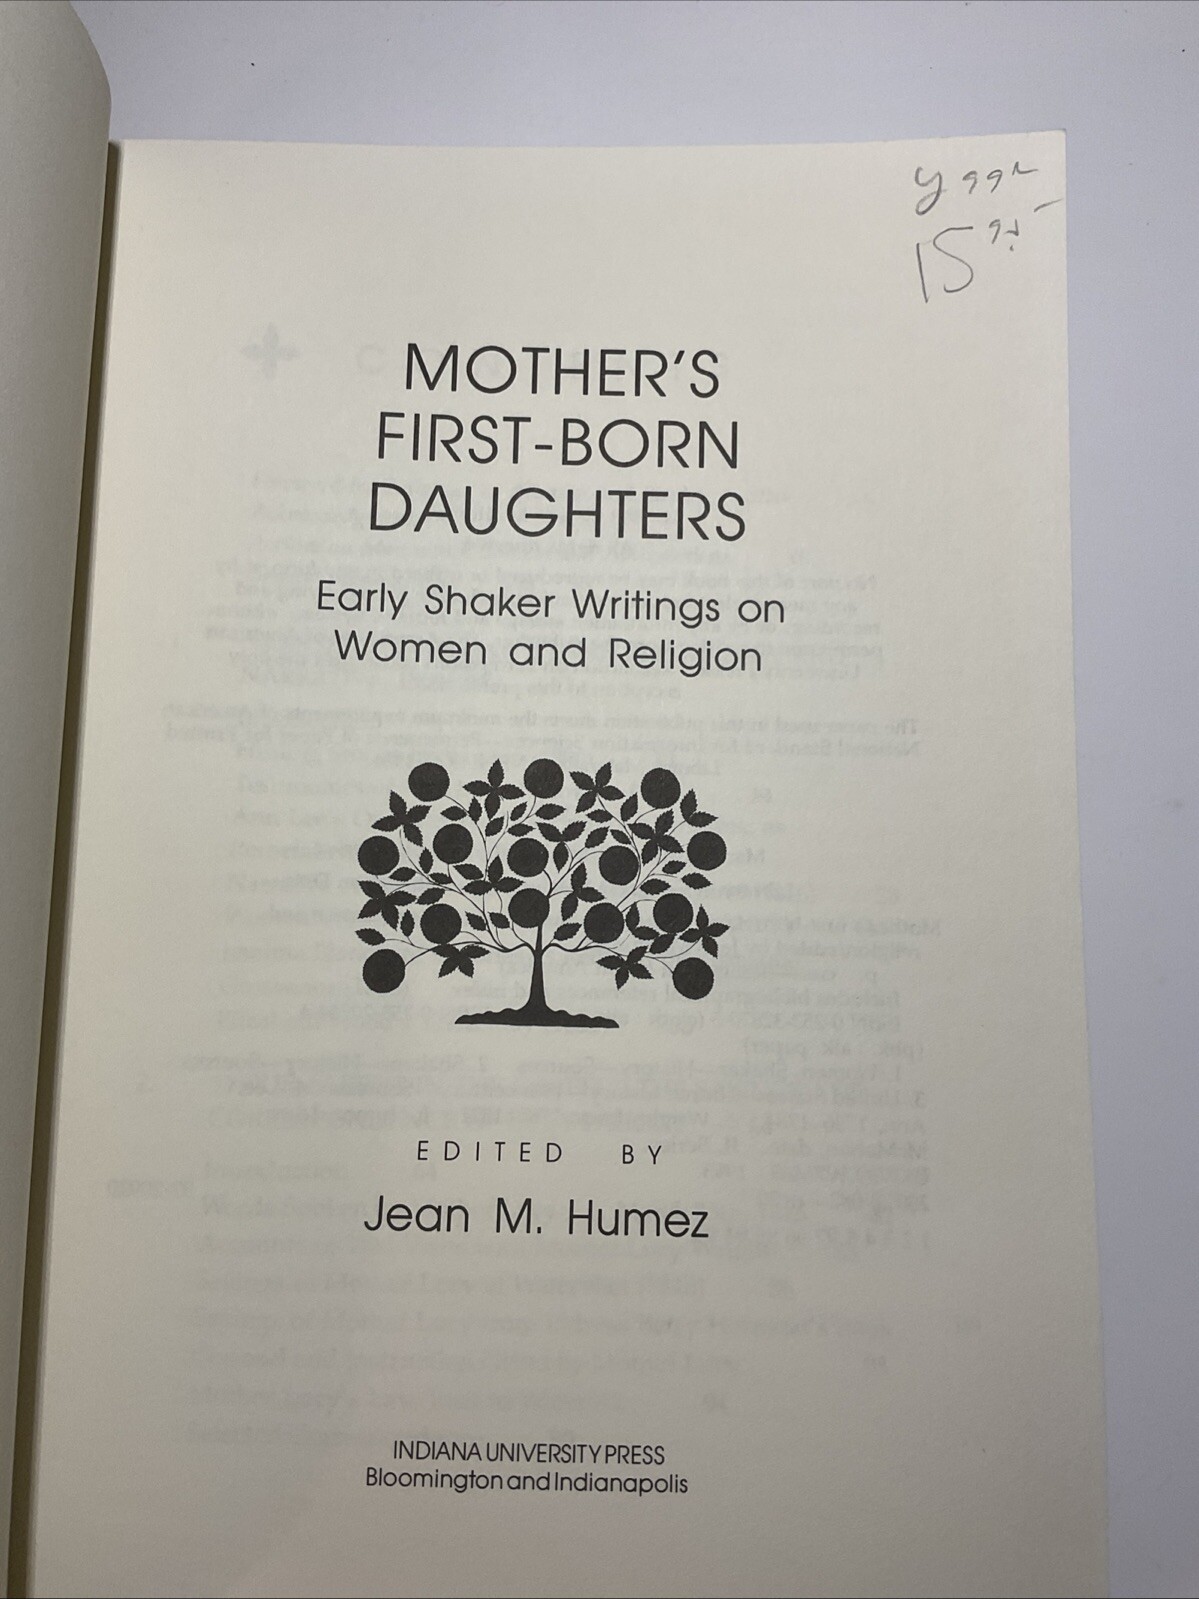 15
MOTHER'S
FIRST-BORN
DAUGHTERS
Early Shaker Writings on
Women and Religion
EDITED BY
Jean M. Humez
INDIANA UNIVERSITY PRESS
Bloomington and Indianapolis